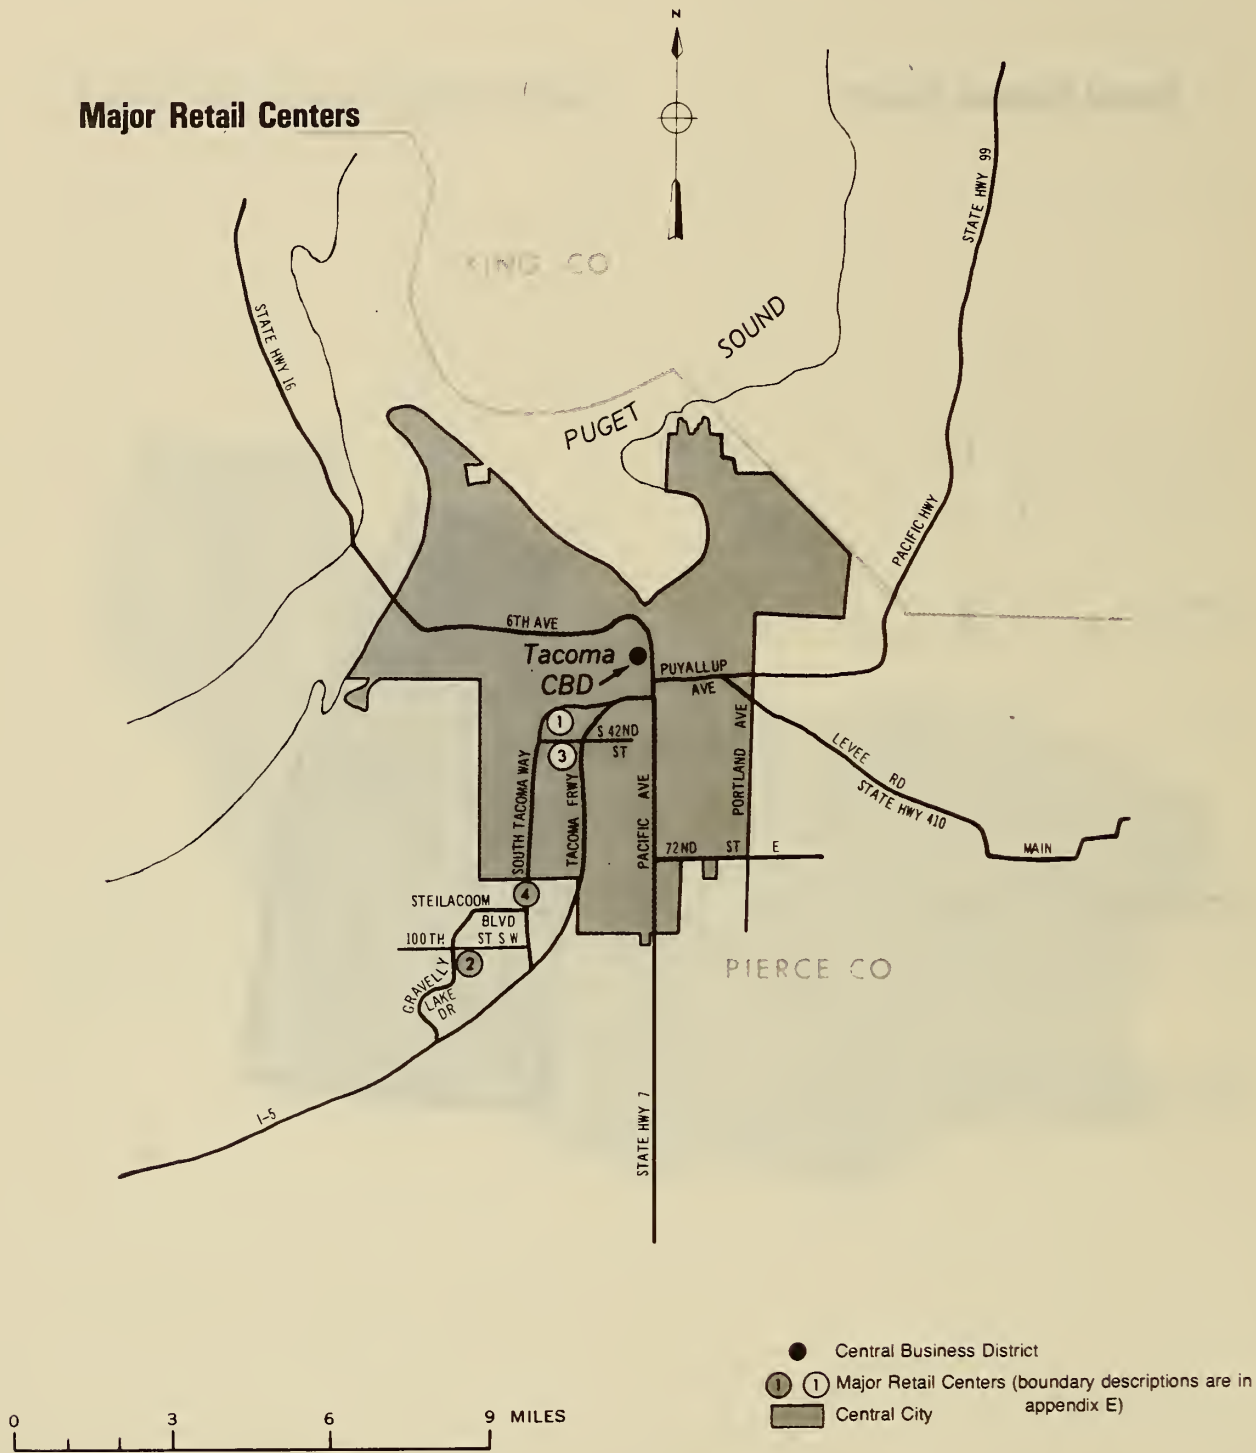 N
Major Retail Centers
STATE HWY 99
KING CO
SOUND
STATE HWY 16
PUGET
PACIFIC HWY
6TH AVE
Tacoma
CBD
PUYALLUP
AVE
1
S 42ND
ST
3
SOUTH TACOMA WAY
TACOMA FRWY
PACIFIC AVE
PORTLAND AVE
LEVEE RD
STATE HWY 410
MAIN
72ND ST E
4
STEILACOOM
BLVD
100TH ST S W
2
GRAVELLY
LAKE
DR
PIERCE CO
I-5
STATE HWY 7
Central Business District
1 1 Major Retail Centers (boundary descriptions are in
appendix E)
Central City
0 3 6 9 MILES